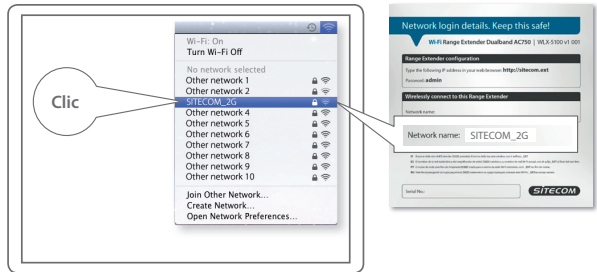 Wi-Fi: On
Turn Wi-Fi Off
No network selected
Other network 1
Other network 2
SITECOM_2G
Other network 4
Other network 5
Other network 6
Other network 7
Other network 8
Other network 9
Other network 10
Join Other Network...
Create Network...
Open Network Preferences...
Clic
Network login details. Keep this safe!
Wi-Fi Range Extender Dualband AC750 | WLX-5100 v1 001
Range Extender configuration
Type the following IP address in your web browser: http://sitecom.ext
Password: admin
Wirelessly connect to this Range Extender
Network name:
Network name: SITECOM_2G
Serial No.:
SITECOM